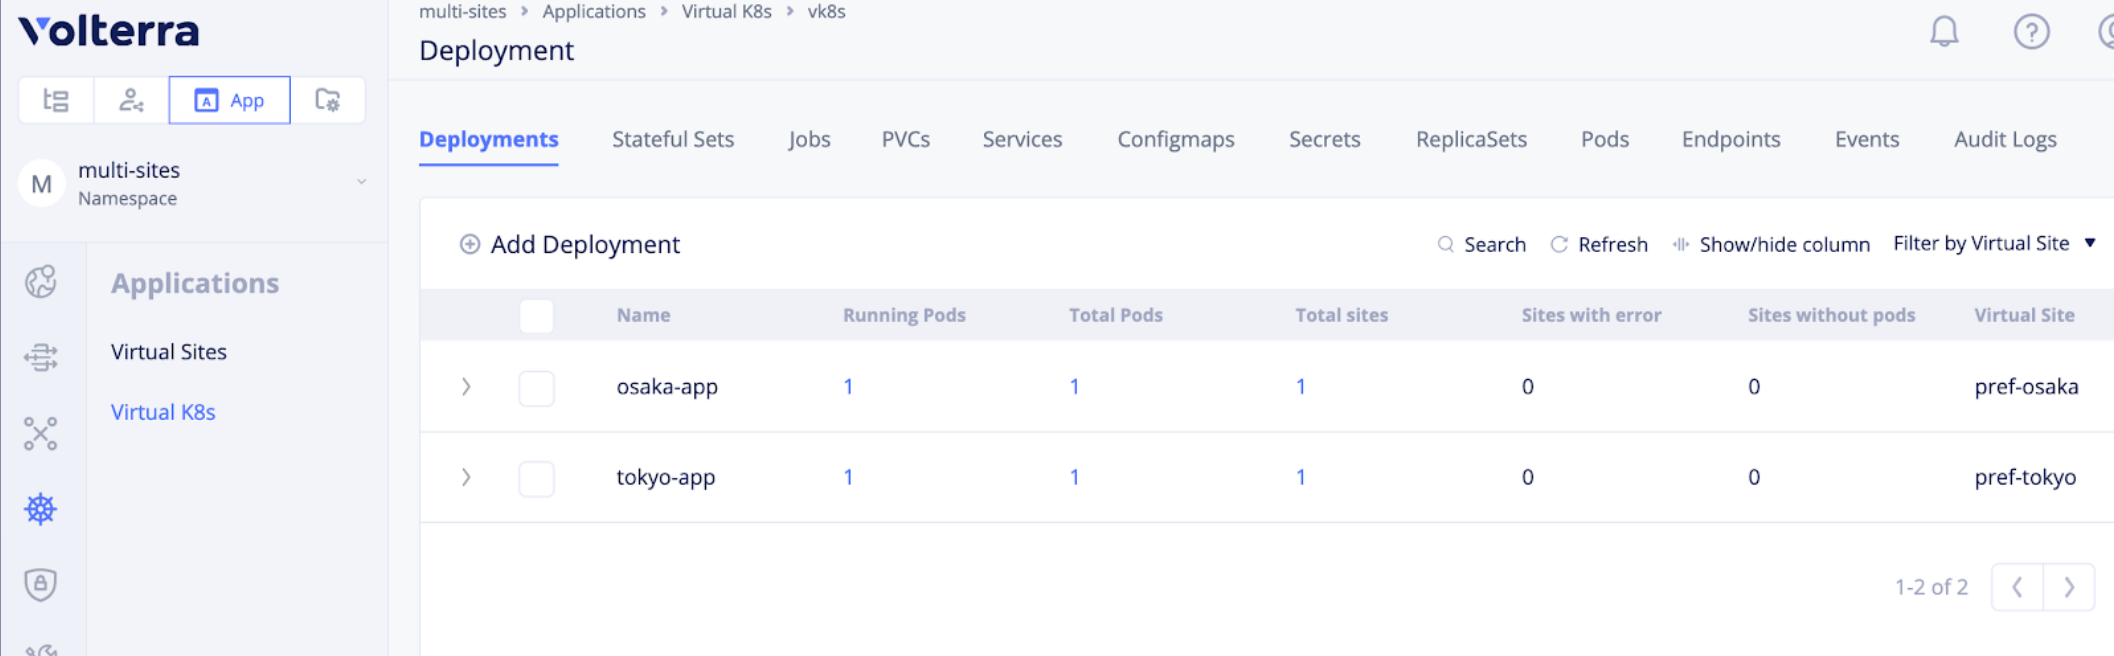 Volterra
multi-sites > Applications > Virtual K8s > vk8s
Deployment
A App
M multi-sites
Namespace
Applications
Virtual Sites
Virtual K8s
Deployments Stateful Sets Jobs PVCs Services Configmaps Secrets ReplicaSets Pods Endpoints Events Audit Logs
Add Deployment Search Refresh Show/hide column Filter by Virtual Site
Name Running Pods Total Pods Total sites Sites with error Sites without pods Virtual Site
osaka-app 1 1 1 0 0 pref-osaka
tokyo-app 1 1 1 0 0 pref-tokyo
1-2 of 2